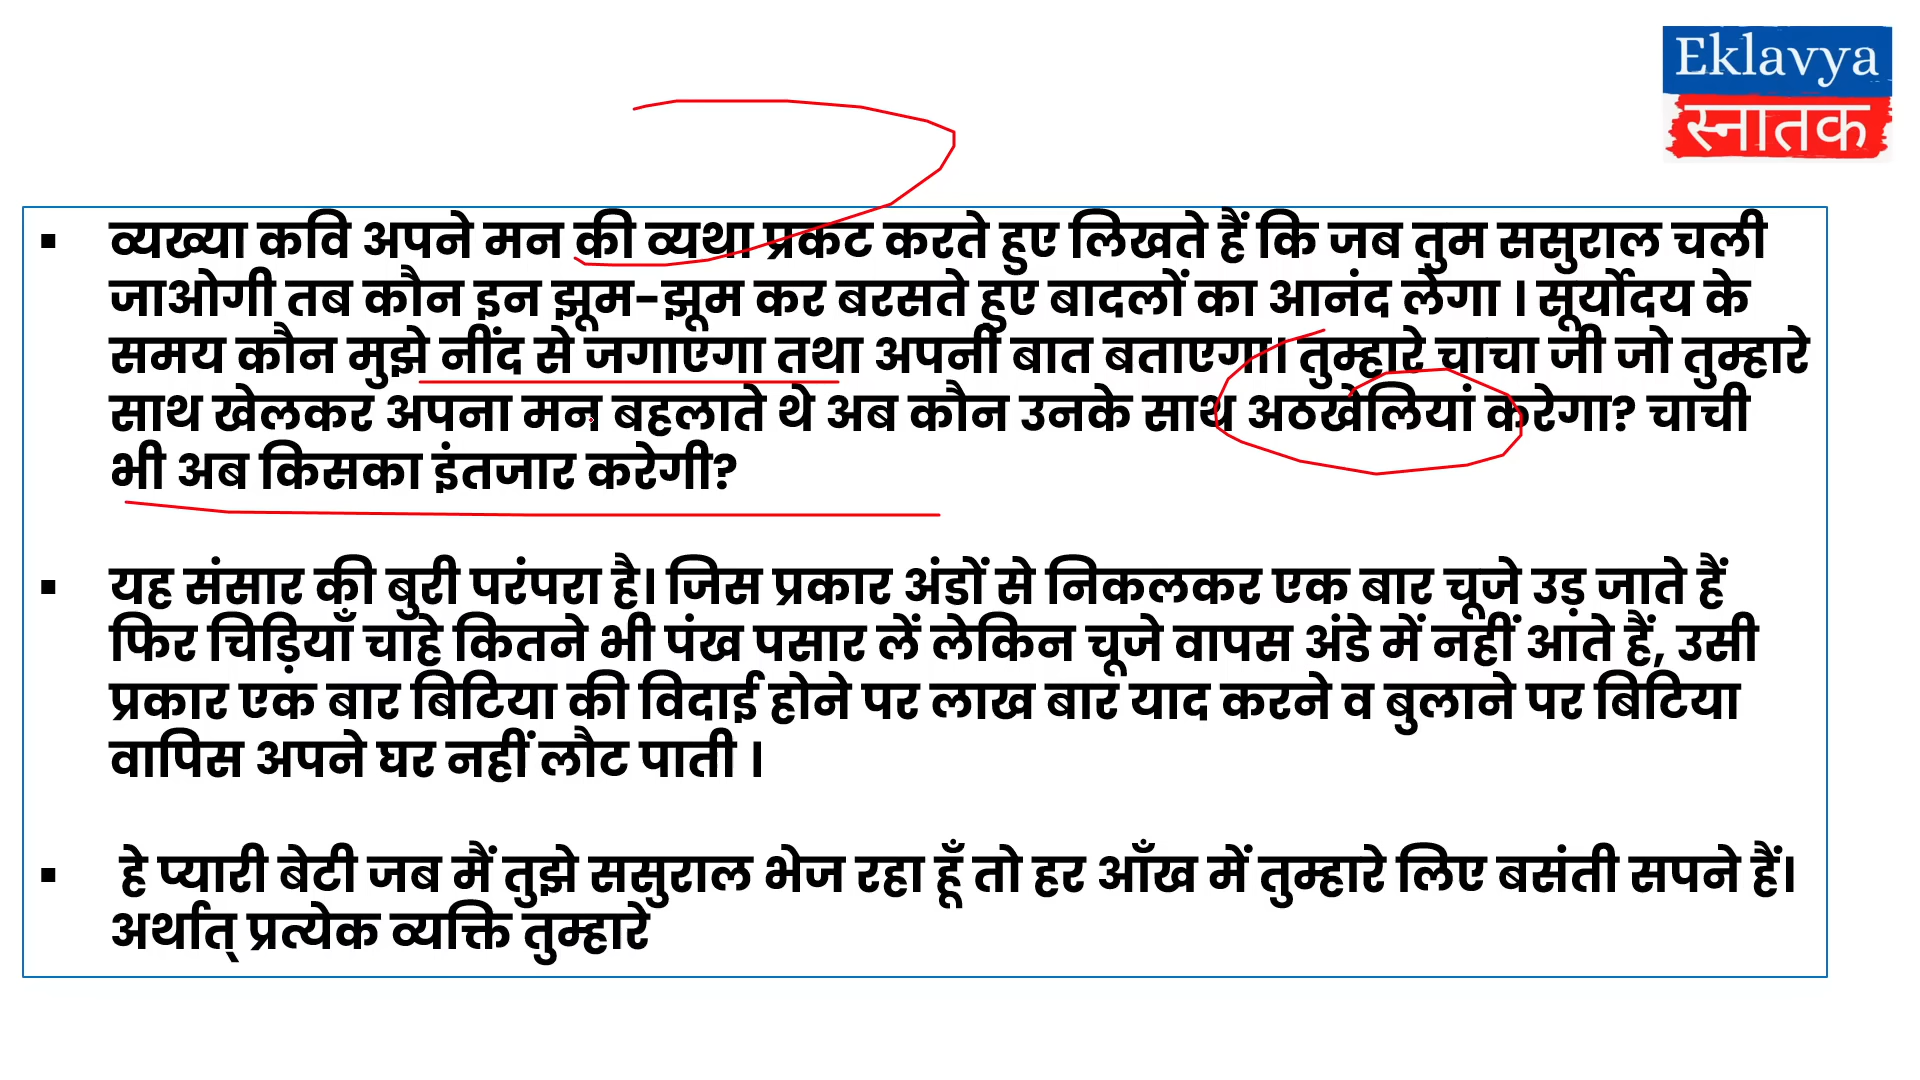 Eklavya
स्नातक
▪ व्यख्या कवि अपने मन की व्यथा प्रकट करते हुए लिखते हैं कि जब तुम ससुराल चली
जाओगी तब कौन इन झूम-झूम कर बरसते हुए बादलों का आनंद लेगा । सूर्योदय के
समय कौन मुझे नींद से जगाएगा तथा अपनी बात बताएगा। तुम्हारे चाचा जी जो तुम्हारे
साथ खेलकर अपना मन बहलाते थे अब कौन उनके साथ अठखेलियां करेगा? चाची
भी अब किसका इंतजार करेगी?
▪ यह संसार की बुरी परंपरा है। जिस प्रकार अंडों से निकलकर एक बार चूजे उड़ जाते हैं
फिर चिड़ियाँ चाहे कितने भी पंख पसार लें लेकिन चूजे वापस अंडे में नहीं आते हैं, उसी
प्रकार एक बार बिटिया की विदाई होने पर लाख बार याद करने व बुलाने पर बिटिया
वापिस अपने घर नहीं लौट पाती ।
▪ हे प्यारी बेटी जब मैं तुझे ससुराल भेज रहा हूँ तो हर आँख में तुम्हारे लिए बसंती सपने हैं।
अर्थात् प्रत्येक व्यक्ति तुम्हारे